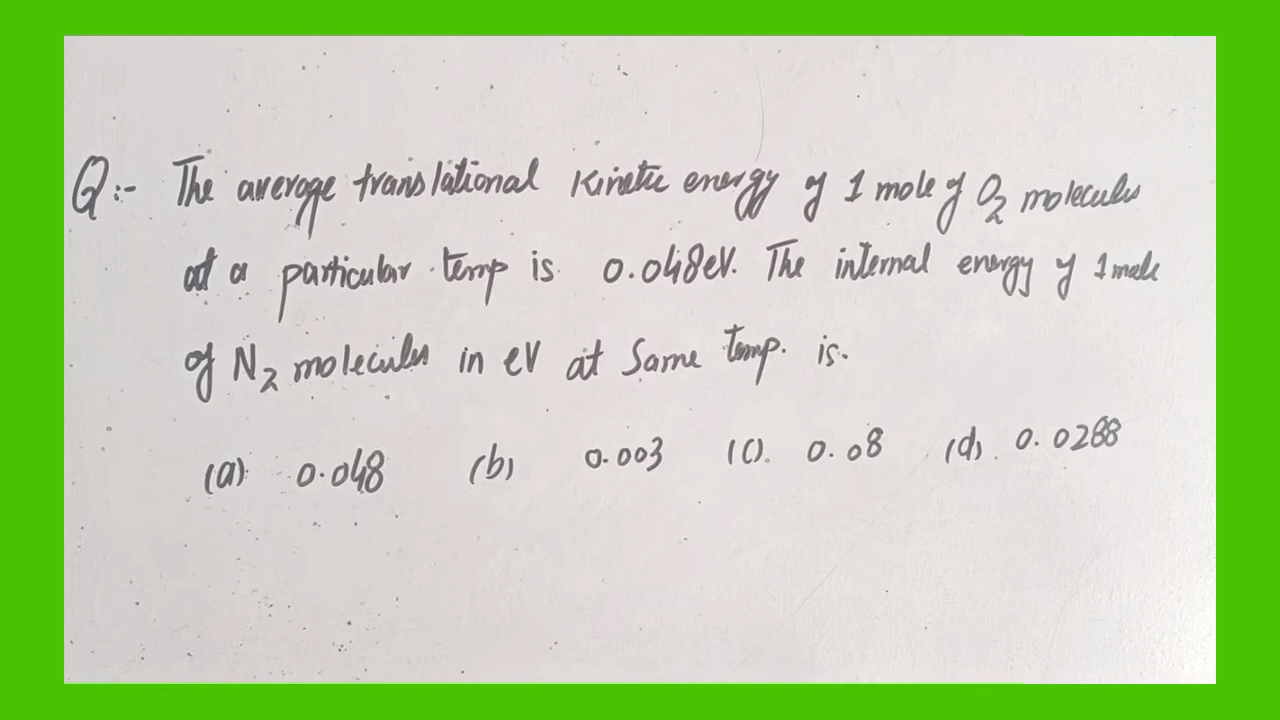 Q:- The average translational Kinetic energy of 1 mole of O₂ molecules
at a particular temp is 0.048eV. The internal energy of 1 mole
of N₂ molecules in eV at Same temp. is.
(a) 0.048 (b) 0.003 (c). 0.08 (d). 0.0288